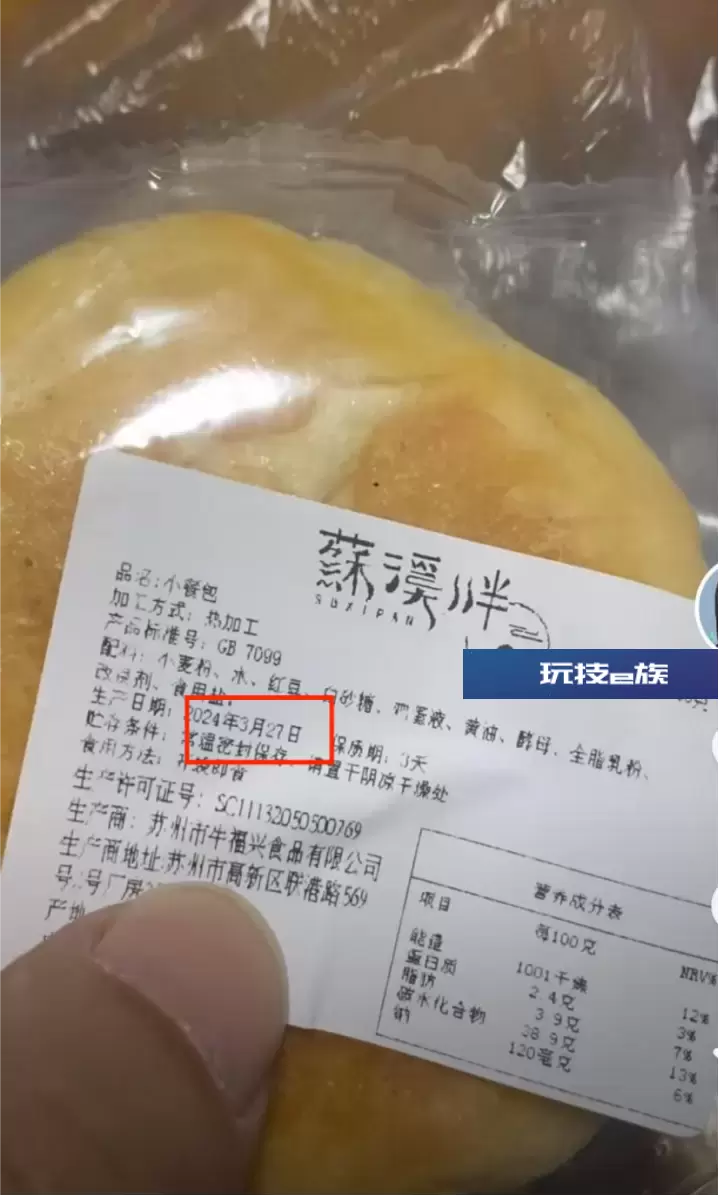 蘇溪畔
SUXIPAN
玩技e族
品名:小餐包
加工方式: 热加工
产品标准号: GB 7099
配料: 小麦粉、水、红豆、白砂糖、鸡蛋液、黄油、酵母、全脂乳粉、
改良剂、食用盐
生产日期: 2024年3月27日 保质期: 3天
贮存条件: 常温密封保存, 请置于阴凉干燥处
食用方法: 开袋即食
生产许可证号: SC11132050500769
生产商: 苏州市牛福兴食品有限公司
生产商地址:苏州市高新区联港路569
号 号厂房
产地
营养成分表
项目 每100克 NRV%
能量 1001千焦 12%
蛋白质 2.4克 3%
脂肪 3.9克 7%
碳水化合物 38.9克 13%
钠 120毫克 6%